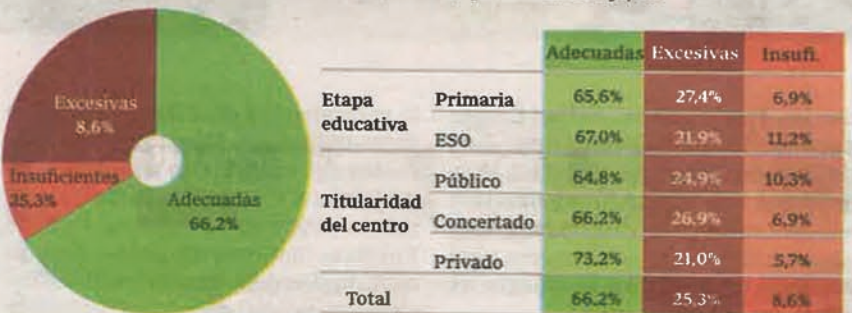 Excesivas
8,6%
Insuficientes
25,3%
Adecuadas
66,2%
Adecuadas Excesivas Insufi.
Etapa educativa
Primaria 65,6% 27,4% 6,9%
ESO 67,0% 21,9% 11,2%
Titularidad del centro
Público 64,8% 24,9% 10,3%
Concertado 66,2% 26,9% 6,9%
Privado 73,2% 21,0% 5,7%
Total 66,2% 25,3% 8,6%